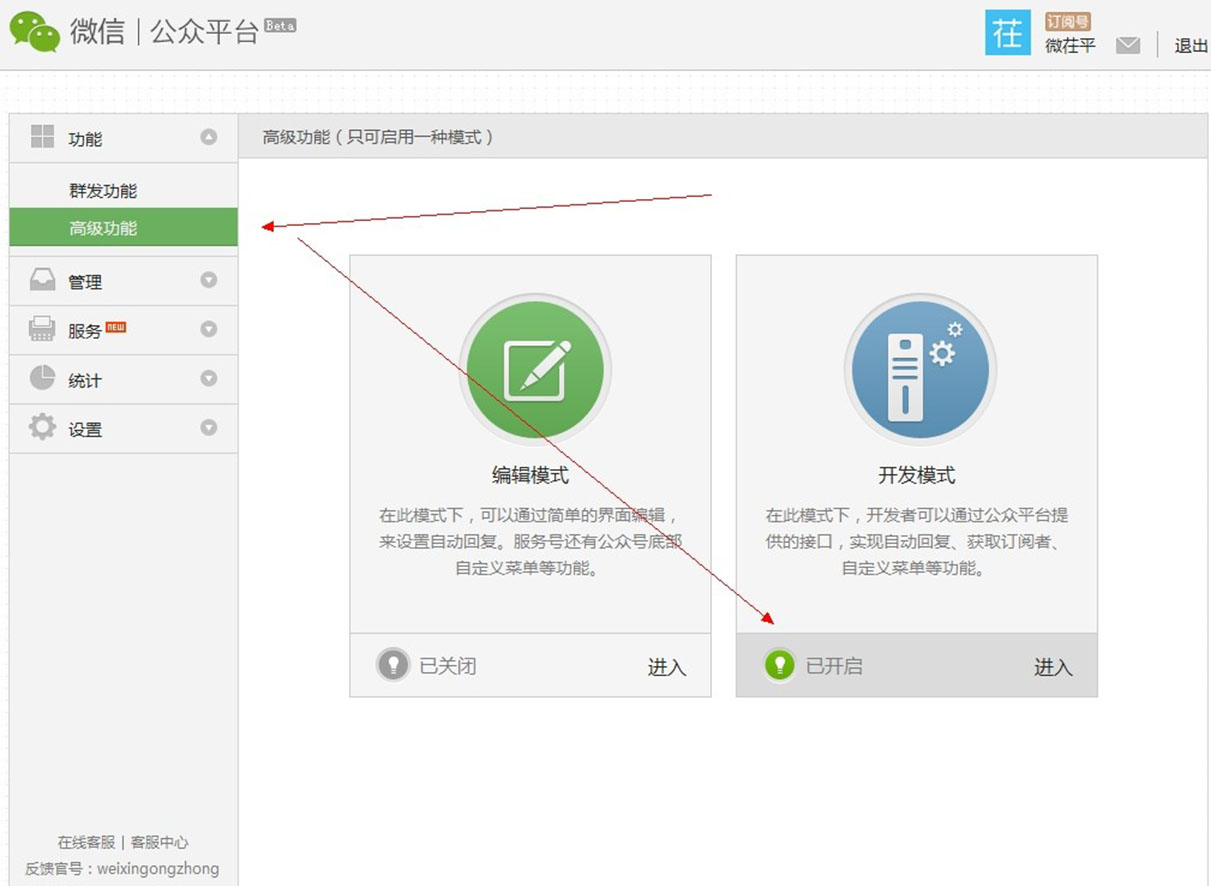 微信 | 公众平台 Beta
茌
订阅号
微茌平
退出
功能
群发功能
高级功能
管理
服务 NEW
统计
设置
高级功能（只可启用一种模式）
编辑模式
在此模式下，可以通过简单的界面编辑，
来设置自动回复。服务号还有公众号底部
自定义菜单等功能。
已关闭 进入
开发模式
在此模式下，开发者可以通过公众平台提
供的接口，实现自动回复、获取订阅者、
自定义菜单等功能。
已开启 进入
在线客服 | 客服中心
反馈官号：weixingongzhong